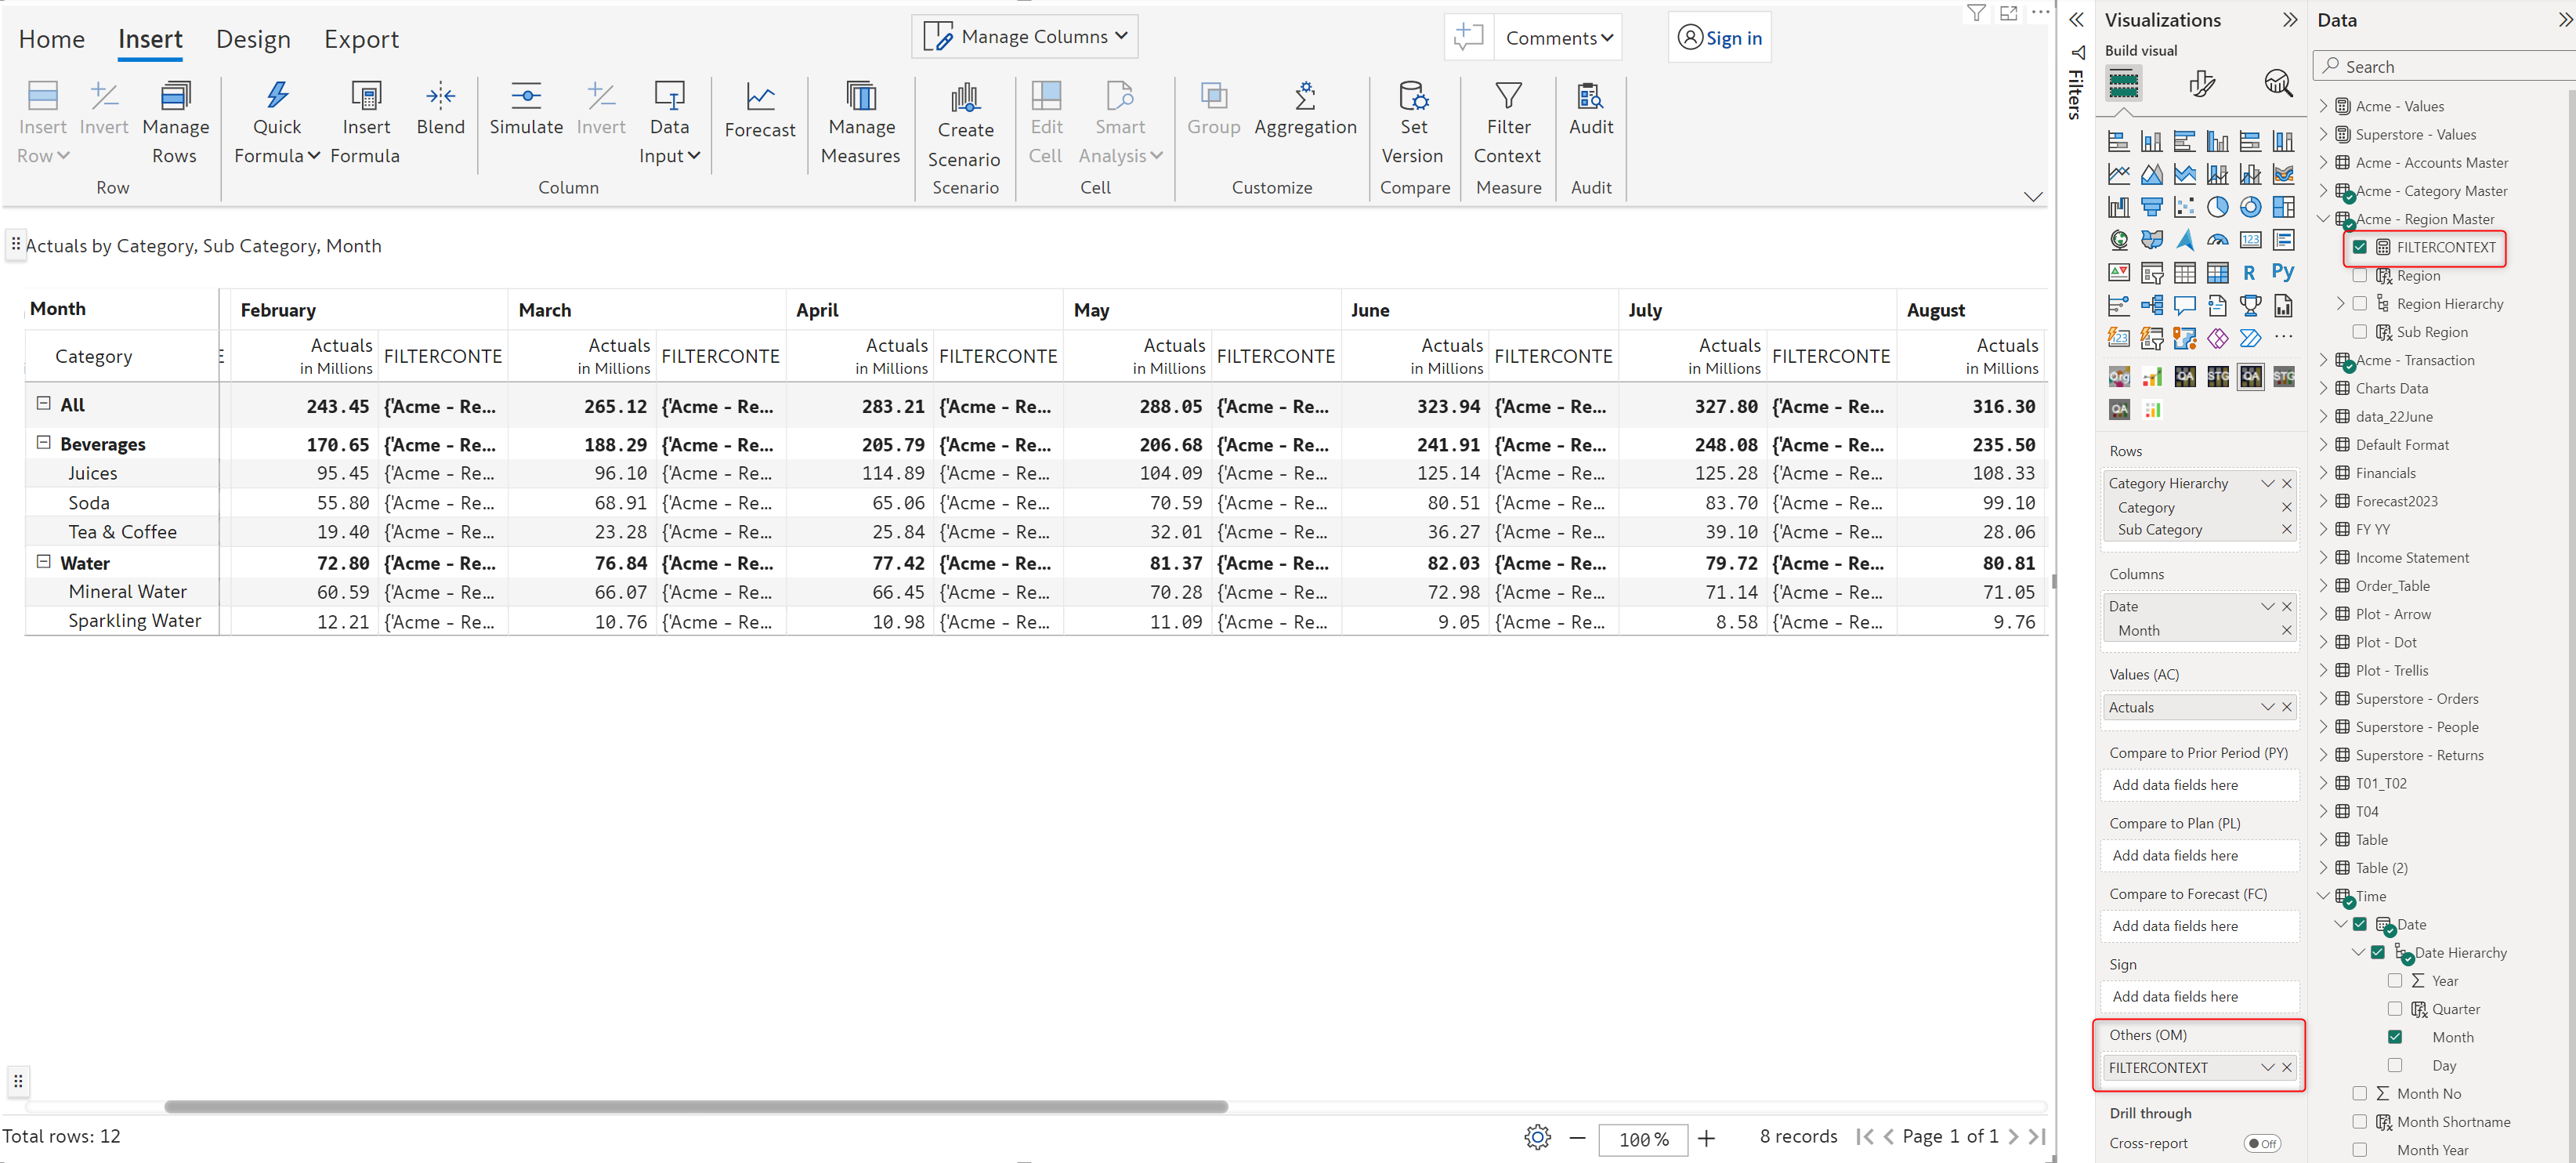 Home Insert Design Export
Manage Columns
Comments
Sign in
Insert Row
Invert
Manage Rows
Row
Quick Formula
Insert Formula
Blend
Simulate
Invert
Data Input
Column
Forecast
Manage Measures
Create Scenario
Scenario
Edit Cell
Smart Analysis
Cell
Group
Aggregation
Customize
Set Version
Compare
Filter Context
Measure
Audit
Audit
Actuals by Category, Sub Category, Month
Month February March April May June July August
Category E Actuals in Millions FILTERCONTE Actuals in Millions FILTERCONTE Actuals in Millions FILTERCONTE Actuals in Millions FILTERCONTE Actuals in Millions FILTERCONTE Actuals in Millions FILTERCONTE Actuals in Millions
All 243.45 {'Acme - Re... 265.12 {'Acme - Re... 283.21 {'Acme - Re... 288.05 {'Acme - Re... 323.94 {'Acme - Re... 327.80 {'Acme - Re... 316.30
Beverages 170.65 {'Acme - Re... 188.29 {'Acme - Re... 205.79 {'Acme - Re... 206.68 {'Acme - Re... 241.91 {'Acme - Re... 248.08 {'Acme - Re... 235.50
Juices 95.45 {'Acme - Re... 96.10 {'Acme - Re... 114.89 {'Acme - Re... 104.09 {'Acme - Re... 125.14 {'Acme - Re... 125.28 {'Acme - Re... 108.33
Soda 55.80 {'Acme - Re... 68.91 {'Acme - Re... 65.06 {'Acme - Re... 70.59 {'Acme - Re... 80.51 {'Acme - Re... 83.70 {'Acme - Re... 99.10
Tea & Coffee 19.40 {'Acme - Re... 23.28 {'Acme - Re... 25.84 {'Acme - Re... 32.01 {'Acme - Re... 36.27 {'Acme - Re... 39.10 {'Acme - Re... 28.06
Water 72.80 {'Acme - Re... 76.84 {'Acme - Re... 77.42 {'Acme - Re... 81.37 {'Acme - Re... 82.03 {'Acme - Re... 79.72 {'Acme - Re... 80.81
Mineral Water 60.59 {'Acme - Re... 66.07 {'Acme - Re... 66.45 {'Acme - Re... 70.28 {'Acme - Re... 72.98 {'Acme - Re... 71.14 {'Acme - Re... 71.05
Sparkling Water 12.21 {'Acme - Re... 10.76 {'Acme - Re... 10.98 {'Acme - Re... 11.09 {'Acme - Re... 9.05 {'Acme - Re... 8.58 {'Acme - Re... 9.76
Total rows: 12
100 %
8 records
Page 1 of 1
Filters
Visualizations
Build visual
123
R Py
123
Org QA STG QA STG
QA
Rows
Category Hierarchy
Category
Sub Category
Columns
Date
Month
Values (AC)
Actuals
Compare to Prior Period (PY)
Add data fields here
Compare to Plan (PL)
Add data fields here
Compare to Forecast (FC)
Add data fields here
Sign
Add data fields here
Others (OM)
FILTERCONTEXT
Drill through
Cross-report
Off
Data
Search
Acme - Values
Superstore - Values
Acme - Accounts Master
Acme - Category Master
Acme - Region Master
FILTERCONTEXT
Region
Region Hierarchy
Sub Region
Acme - Transaction
Charts Data
data_22June
Default Format
Financials
Forecast2023
FY YY
Income Statement
Order_Table
Plot - Arrow
Plot - Dot
Plot - Trellis
Superstore - Orders
Superstore - People
Superstore - Returns
T01_T02
T04
Table
Table (2)
Time
Date
Date Hierarchy
Year
Quarter
Month
Day
Month No
Month Shortname
Month Year